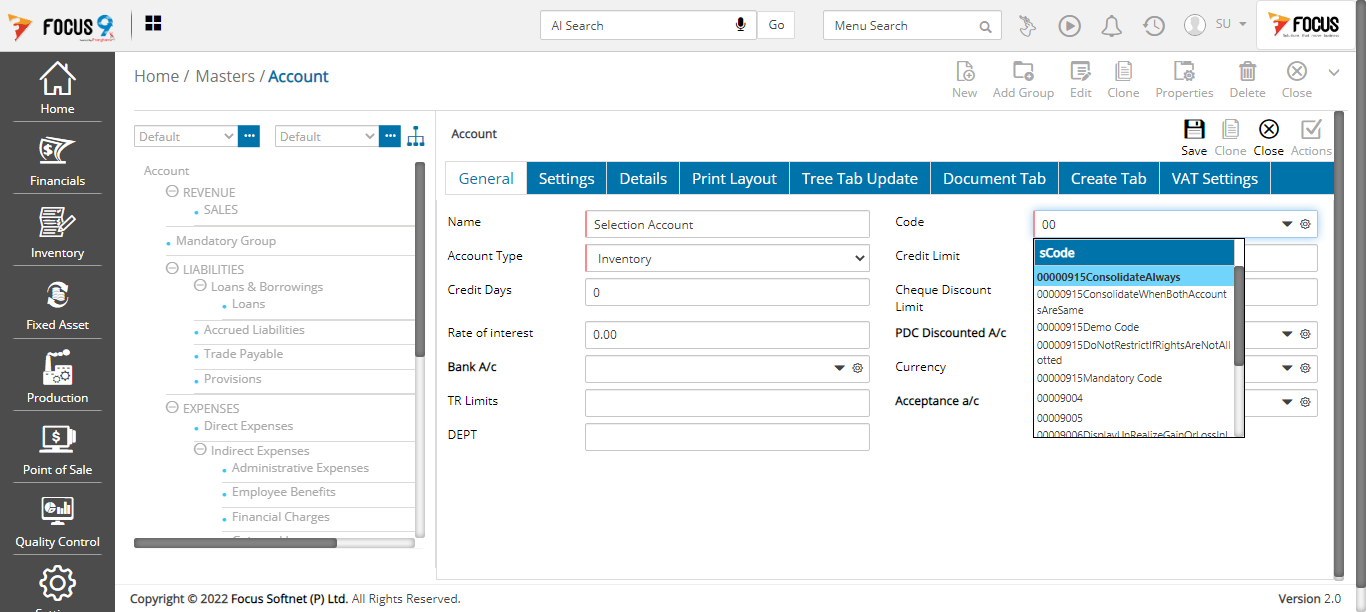 FOCUS 9
AI Search
Go
Menu Search
SU
FOCUS
Home
Financials
Inventory
Fixed Asset
Production
Point of Sale
Quality Control
Home / Masters / Account
New
Add Group
Edit
Clone
Properties
Delete
Close
Default
Default
Account
REVENUE
SALES
Mandatory Group
LIABILITIES
Loans & Borrowings
Loans
Accrued Liabilities
Trade Payable
Provisions
EXPENSES
Direct Expenses
Indirect Expenses
Administrative Expenses
Employee Benefits
Financial Charges
Account
Save
Clone
Close
Actions
General
Settings
Details
Print Layout
Tree Tab Update
Document Tab
Create Tab
VAT Settings
Name
Selection Account
Account Type
Inventory
Credit Days
0
Rate of interest
0.00
Bank A/c
TR Limits
DEPT
Code
00
Credit Limit
Cheque Discount
Limit
PDC Discounted A/c
Currency
Acceptance a/c
sCode
00000915ConsolidateAlways
00000915ConsolidateWhenBothAccount
sAreSame
00000915Demo Code
00000915DoNotRestrictIfRightsAreNotAll
otted
00000915Mandatory Code
00009004
00009005
00009006DisplayUnRealizeGainOrLossInl
Copyright © 2022 Focus Softnet (P) Ltd. All Rights Reserved.
Version 2.0